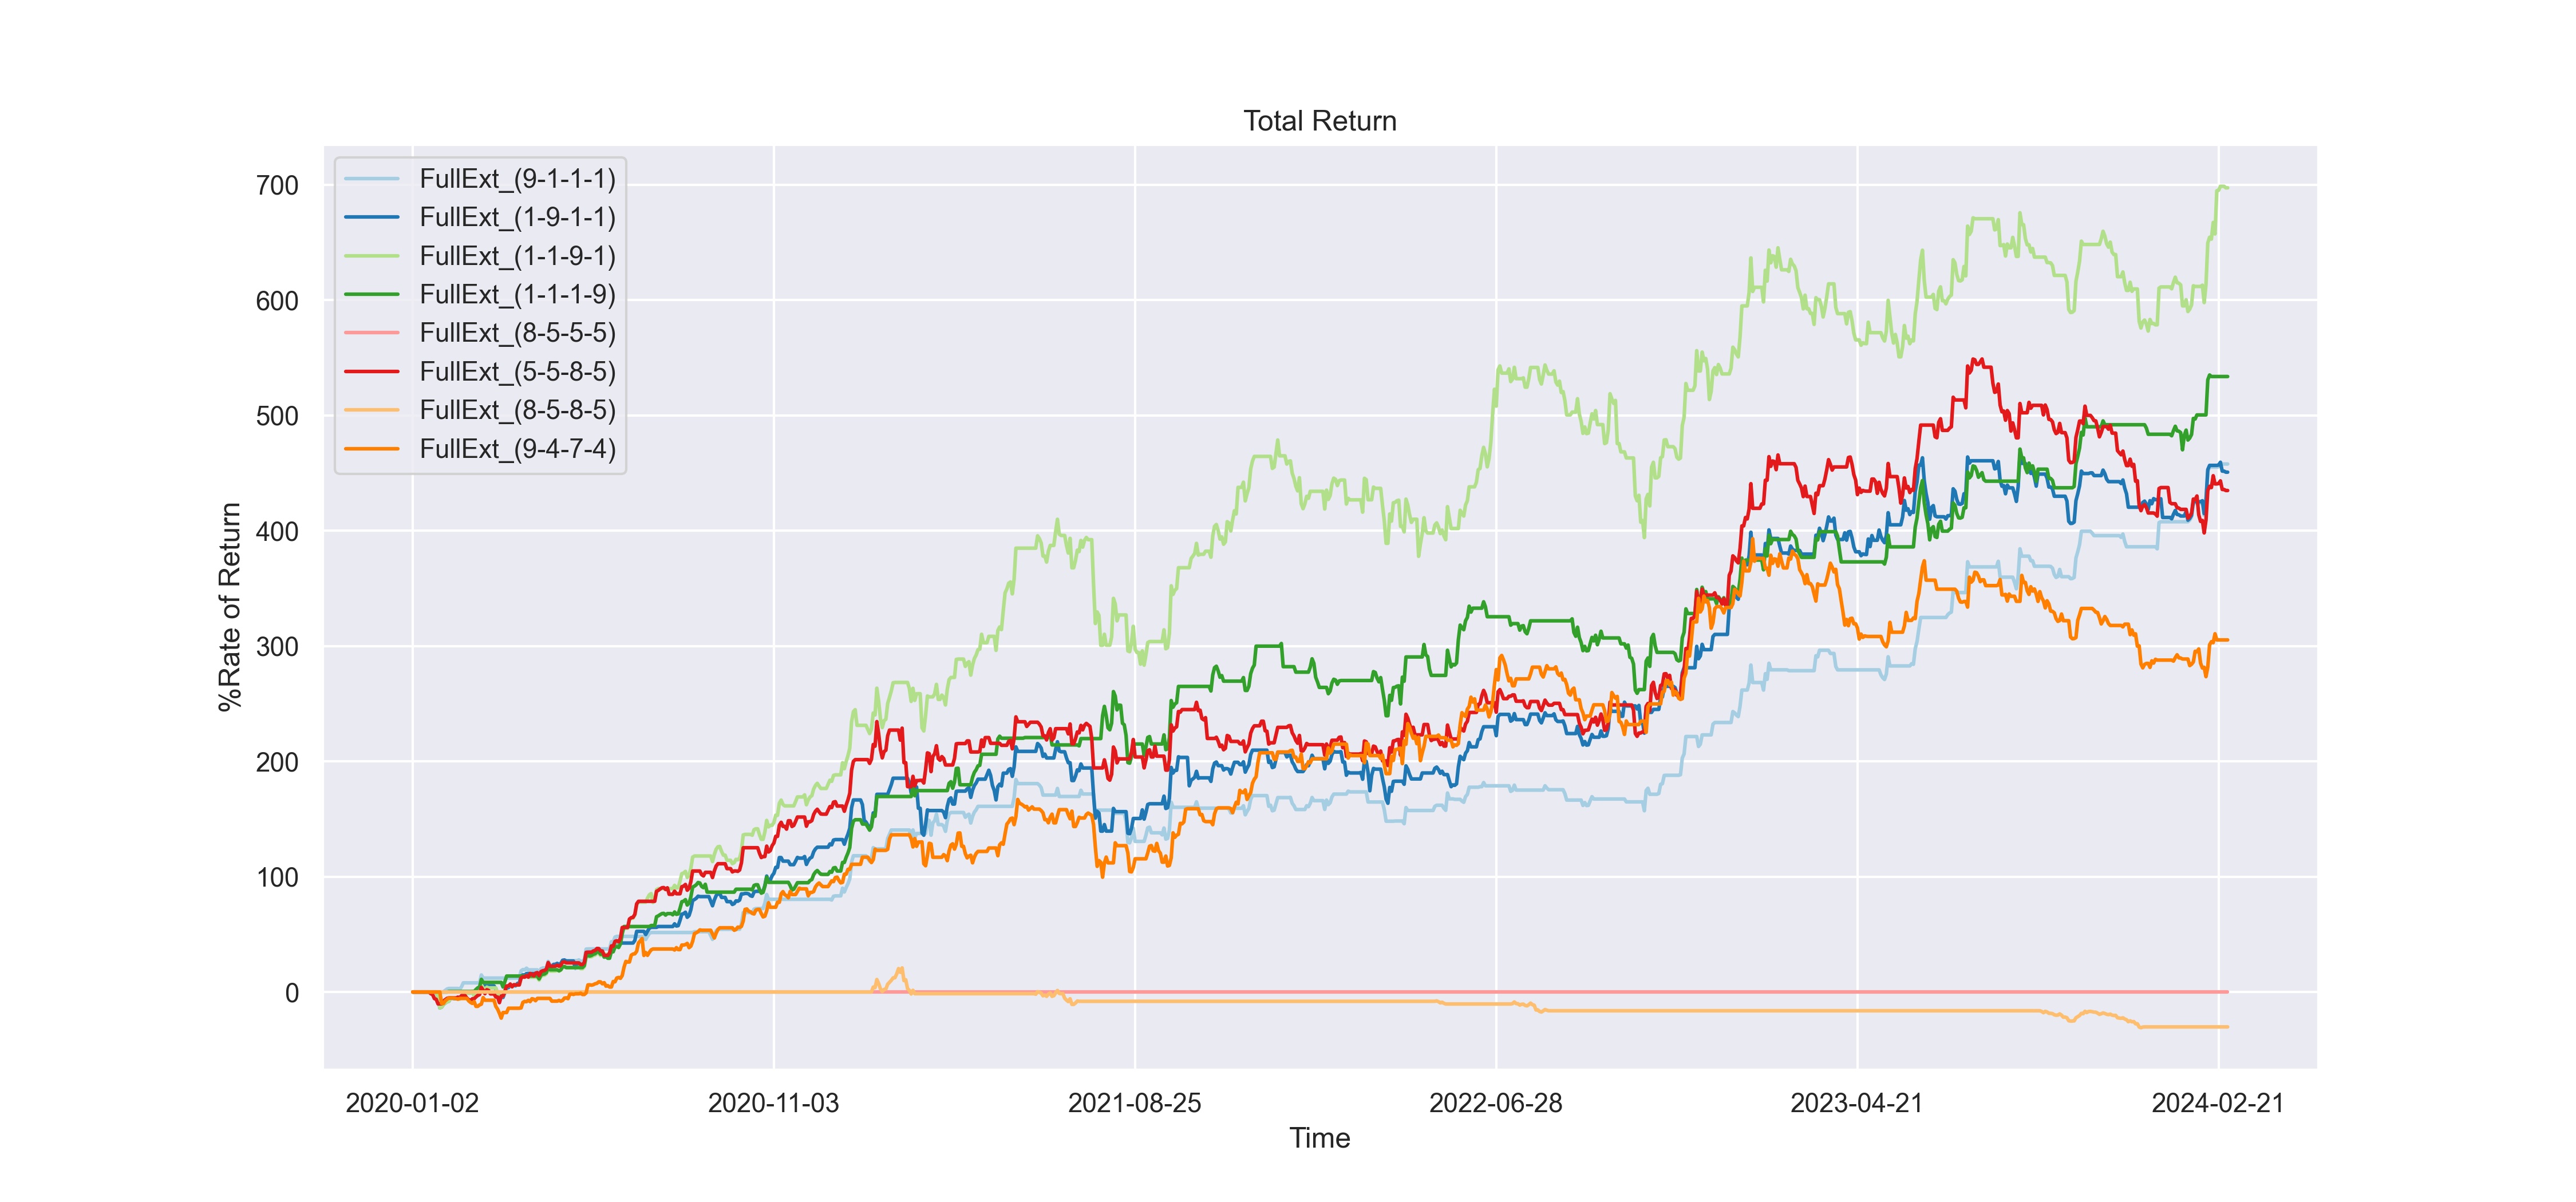 Total Return
FullExt_(9-1-1-1)
FullExt_(1-9-1-1)
FullExt_(1-1-9-1)
FullExt_(1-1-1-9)
FullExt_(8-5-5-5)
FullExt_(5-5-8-5)
FullExt_(8-5-8-5)
FullExt_(9-4-7-4)
700
600
500
400
300
200
100
0
%Rate of Return
2020-01-02 2020-11-03 2021-08-25 2022-06-28 2023-04-21 2024-02-21
Time